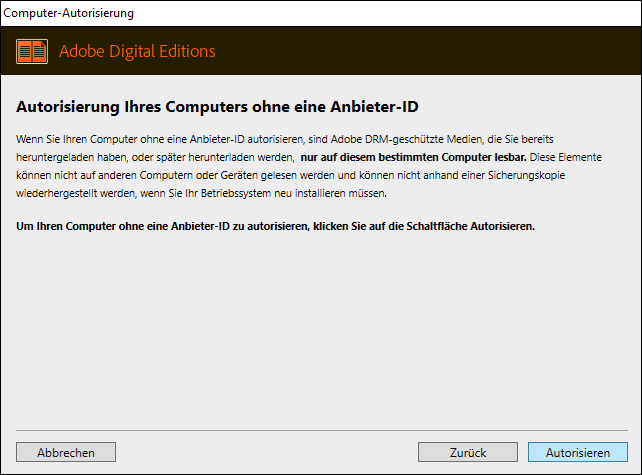 Computer-Autorisierung
Adobe Digital Editions
Autorisierung Ihres Computers ohne eine Anbieter-ID
Wenn Sie Ihren Computer ohne eine Anbieter-ID autorisieren, sind Adobe DRM-geschützte Medien, die Sie bereits
heruntergeladen haben, oder später herunterladen werden, nur auf diesem bestimmten Computer lesbar. Diese Elemente
können nicht auf anderen Computern oder Geräten gelesen werden und können nicht anhand einer Sicherungskopie
wiederhergestellt werden, wenn Sie Ihr Betriebssystem neu installieren müssen.
Um Ihren Computer ohne eine Anbieter-ID zu autorisieren, klicken Sie auf die Schaltfläche Autorisieren.
Abbrechen
Zurück
Autorisieren